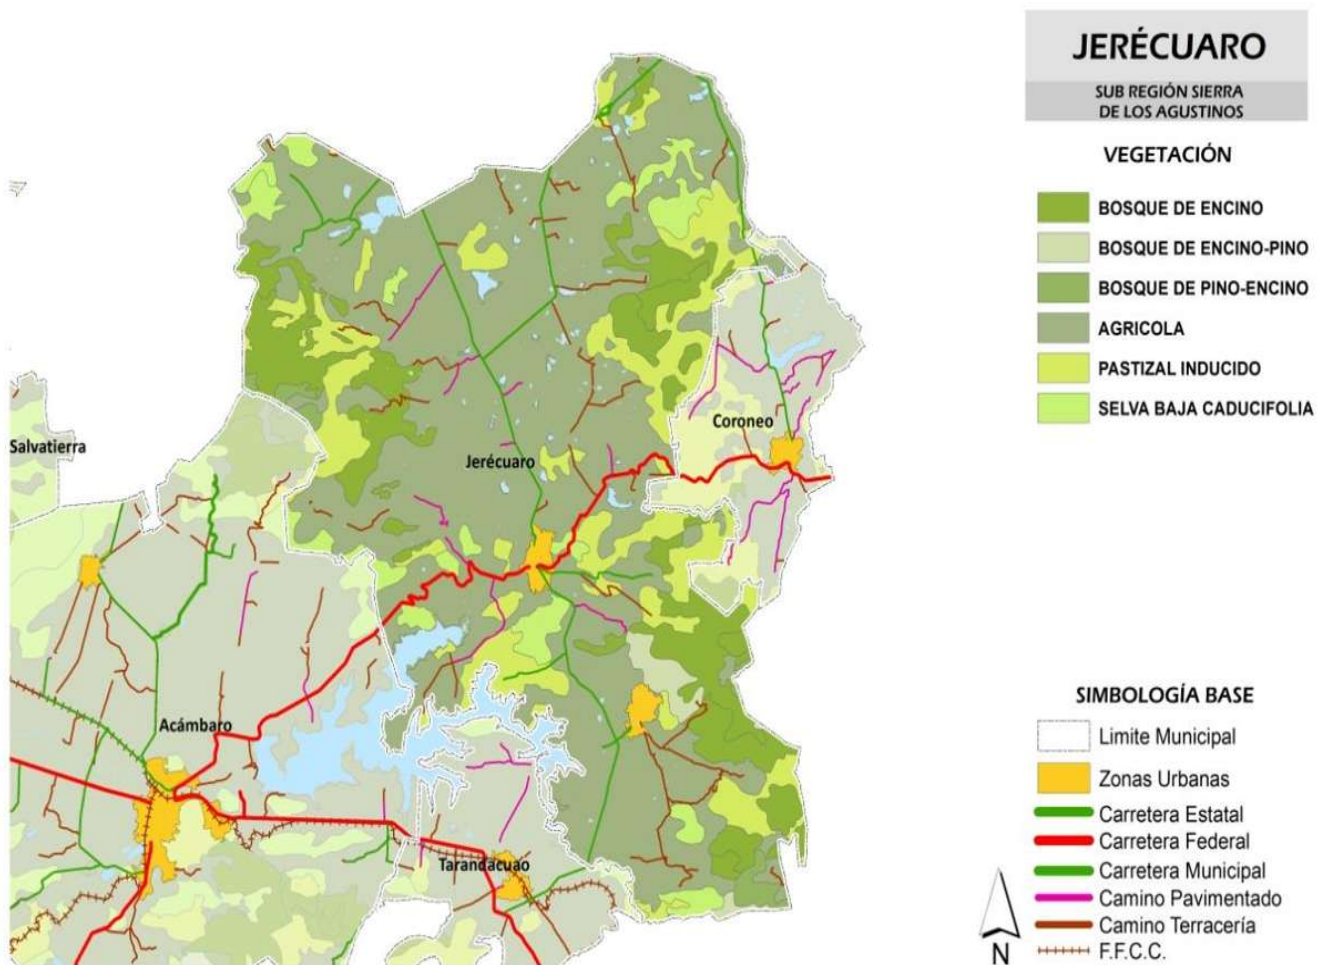 JERÉCUARO
SUB REGIÓN SIERRA
DE LOS AGUSTINOS
VEGETACIÓN
BOSQUE DE ENCINO
BOSQUE DE ENCINO-PINO
BOSQUE DE PINO-ENCINO
AGRICOLA
PASTIZAL INDUCIDO
SELVA BAJA CADUCIFOLIA
Salvatierra
Coroneo
Jerécuaro
Acámbaro
Tarandacuao
SIMBOLOGÍA BASE
Limite Municipal
Zonas Urbanas
Carretera Estatal
Carretera Federal
Carretera Municipal
Camino Pavimentado
Camino Terracería
F.F.C.C.
N